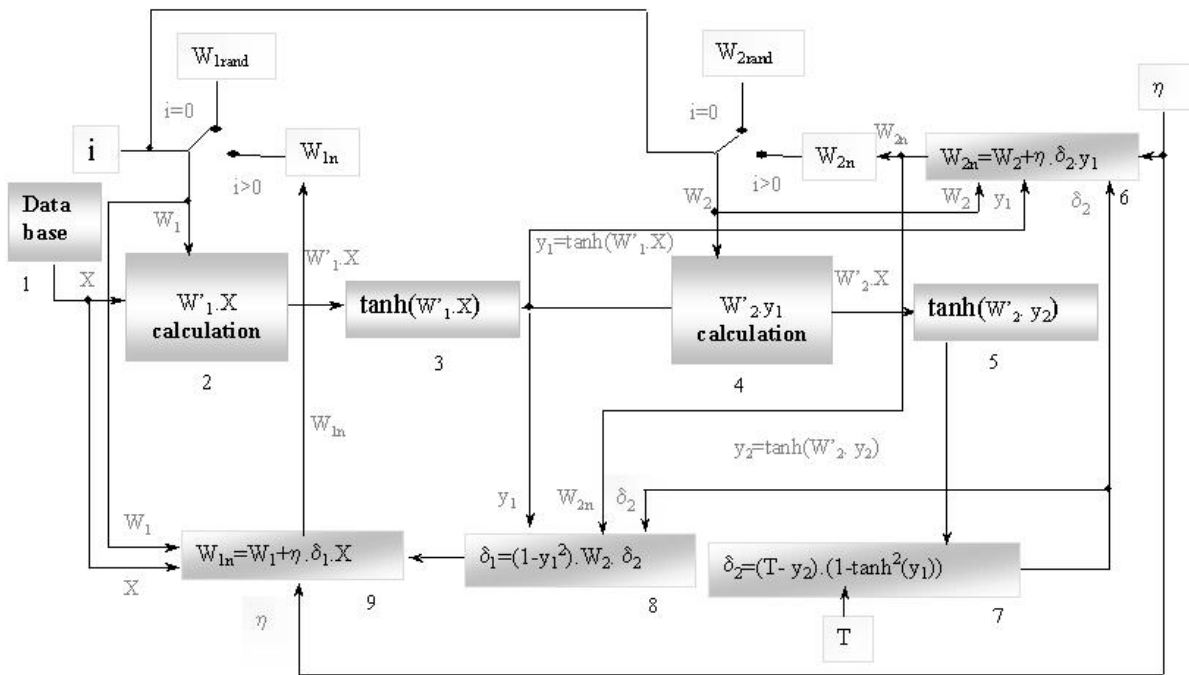 W₁rand
W₂rand
η
i=0
i=0
i
W₁n
W₂n
W₂n
W₂n=W₂+η.δ₂.y₁
i>0
i>0
Data
base
W₁
W₂
W₂
y₁
δ₂
6
y₁=tanh(W'₁.X)
1
X
W'₁.X
calculation
W'₁.X
tanh(W'₁.X)
W'₂.y₁
calculation
W'₂.X
tanh(W'₂. y₂)
2
3
4
5
W₁n
y₂=tanh(W'₂. y₂)
y₁
W₂n
δ₂
W₁
W₁n=W₁+η.δ₁.X
δ₁=(1-y₁²).W₂. δ₂
δ₂=(T- y₂).(1-tanh²(y₁))
X
9
8
7
η
T